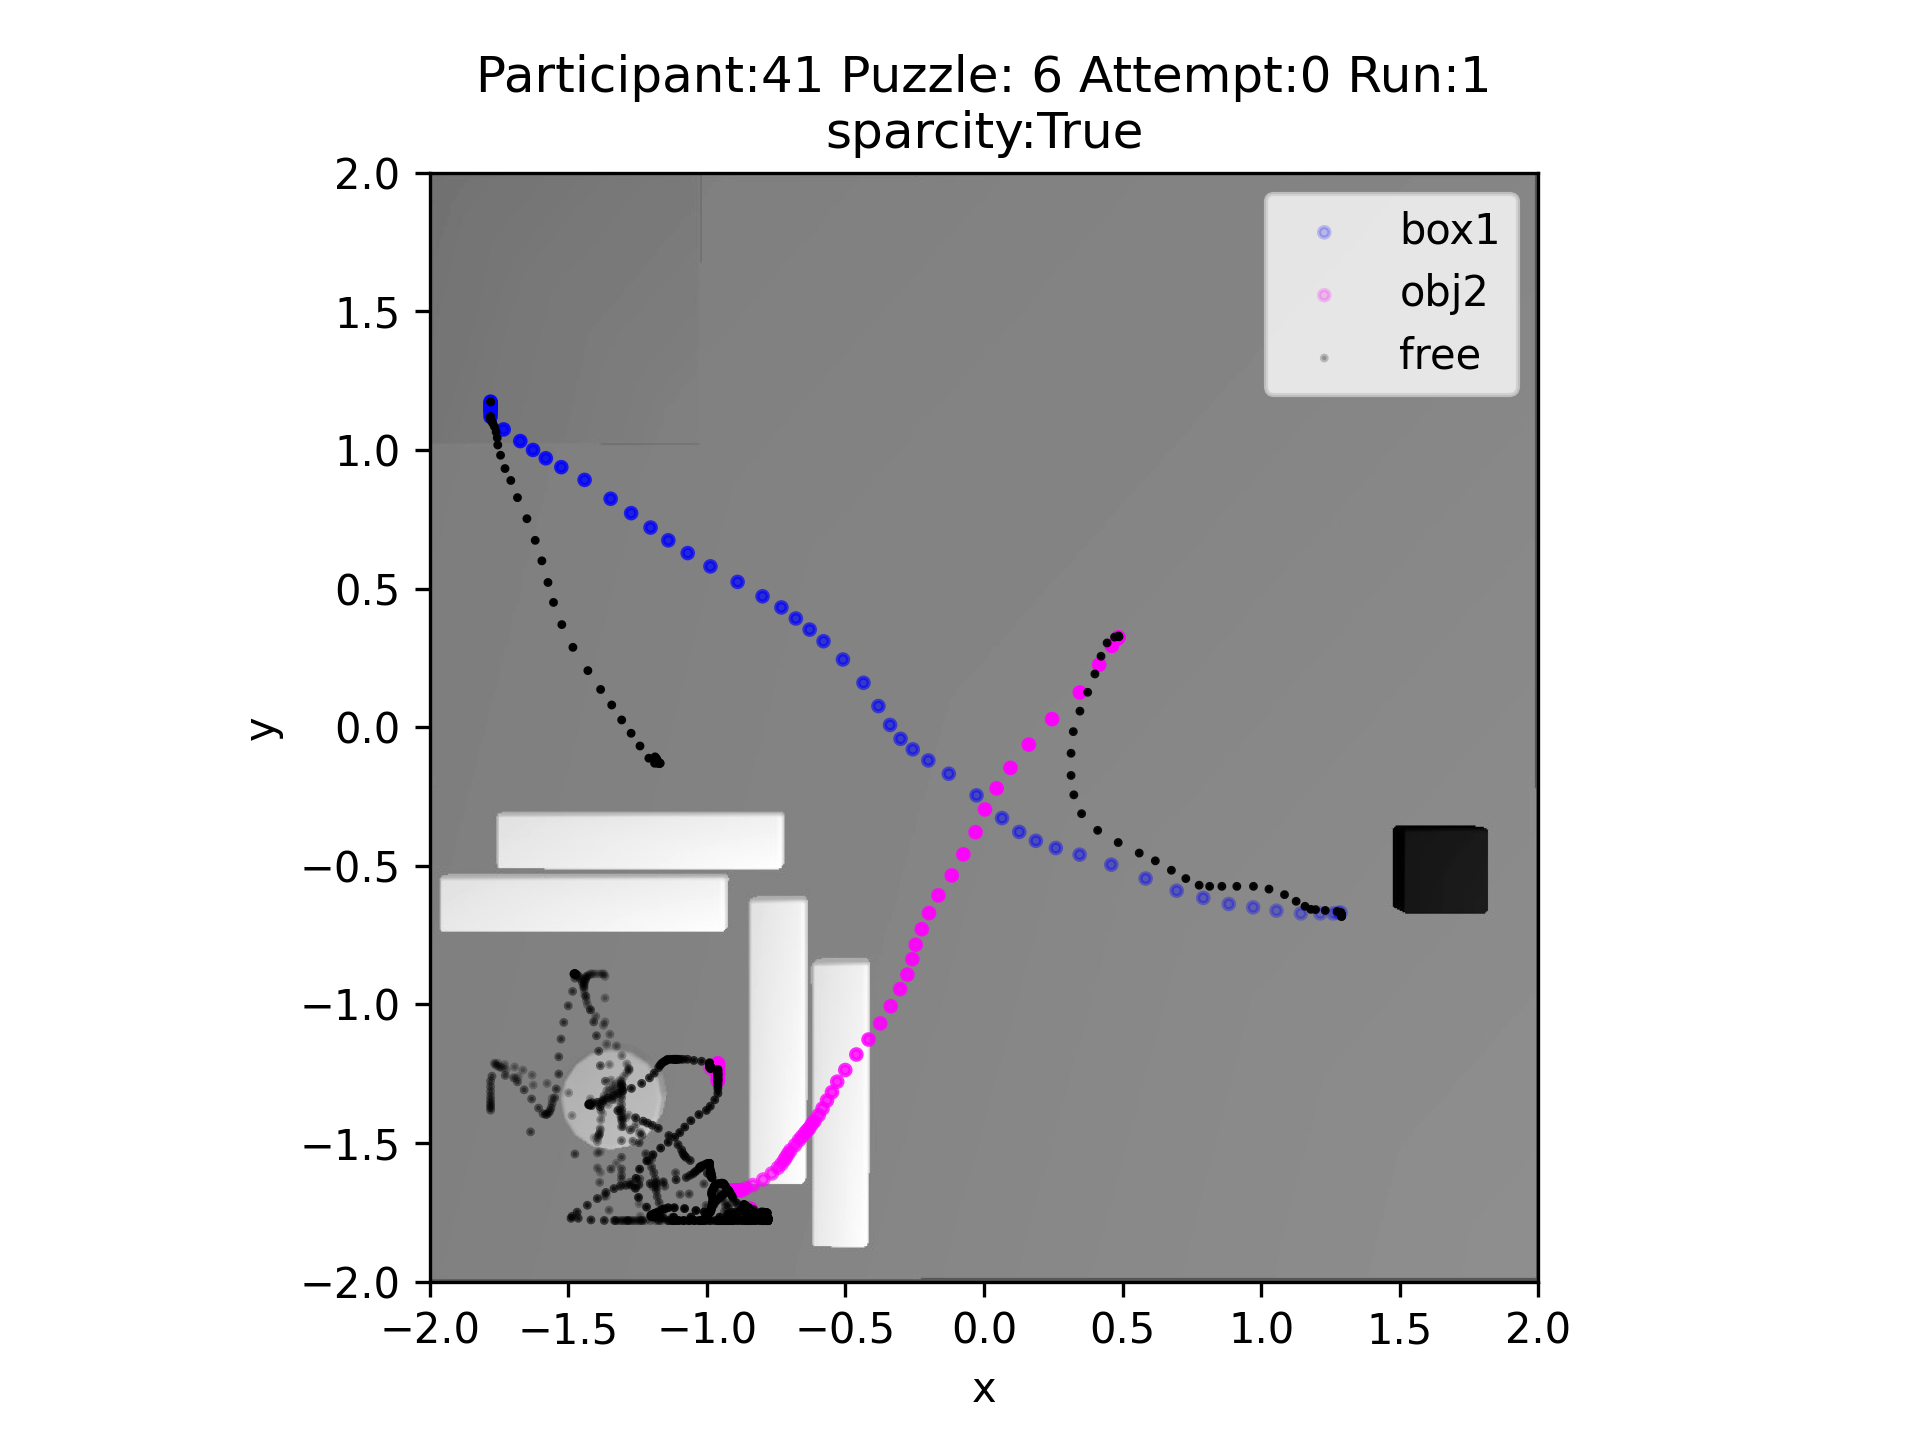 Participant:41 Puzzle: 6 Attempt:0 Run:1
sparcity:True
2.0
1.5
1.0
0.5
0.0
−0.5
−1.0
−1.5
−2.0
y
box1
obj2
free
−2.0 −1.5 −1.0 −0.5 0.0 0.5 1.0 1.5 2.0
x